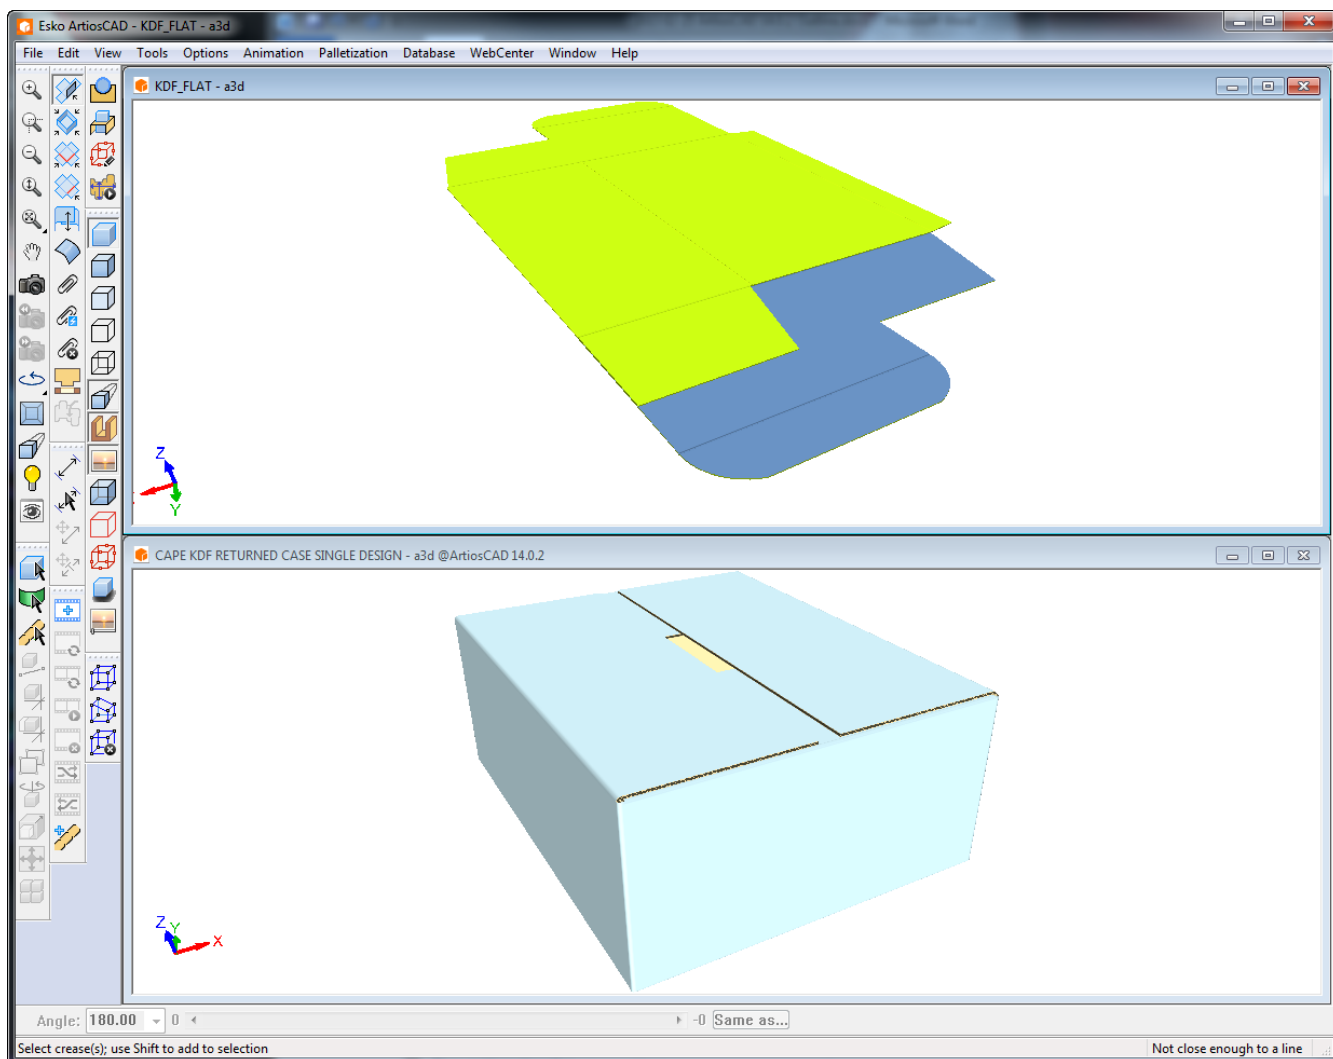 Esko ArtiosCAD - KDF_FLAT - a3d
File Edit View Tools Options Animation Palletization Database WebCenter Window Help
KDF_FLAT - a3d
Z
Y
CAPE KDF RETURNED CASE SINGLE DESIGN - a3d @ArtiosCAD 14.0.2
Z Y X
Angle: 180.00 0 -0 Same as...
Select crease(s); use Shift to add to selection Not close enough to a line